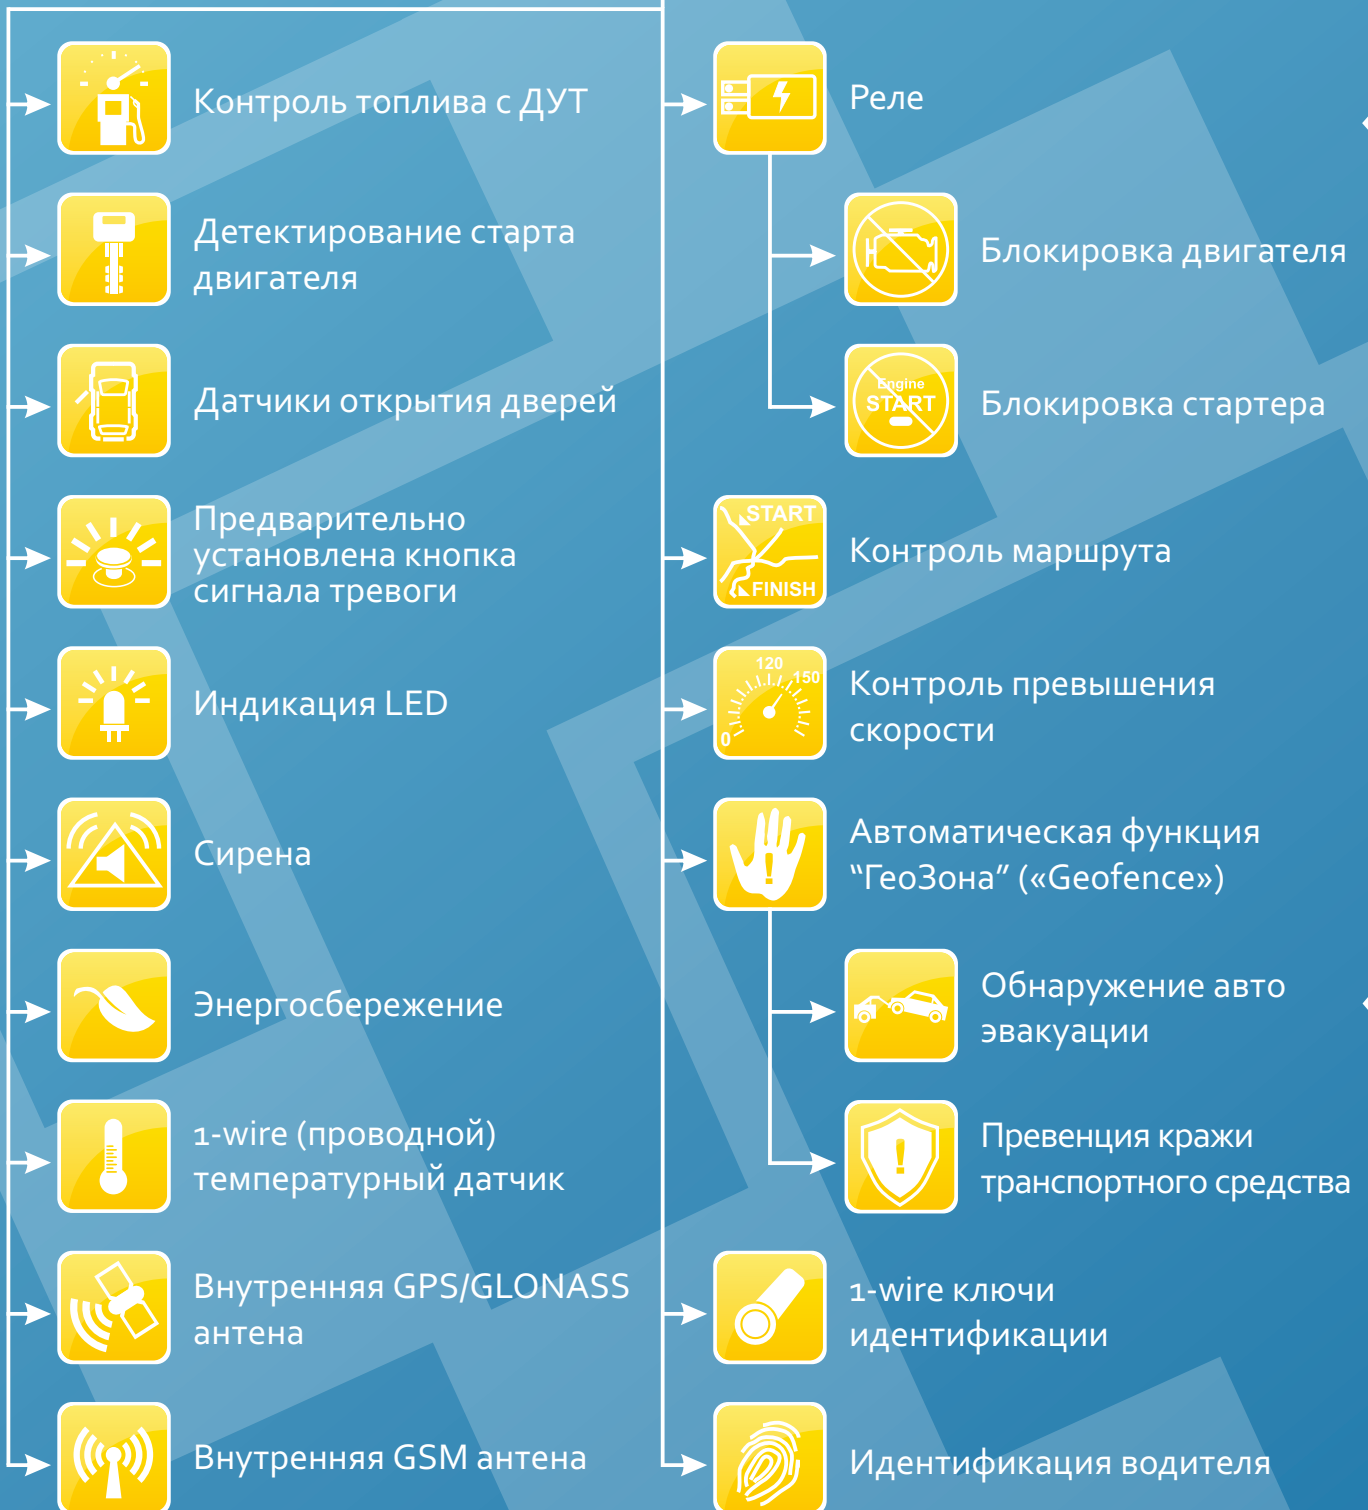 Контроль топлива с ДУТ
Детектирование старта
двигателя
Датчики открытия дверей
Предварительно
установлена кнопка
сигнала тревоги
Индикация LED
Сирена
Энергосбережение
1-wire (проводной)
температурный датчик
Внутренняя GPS/GLONASS
антена
Внутренняя GSM антена
Реле
Блокировка двигателя
Engine
START
Блокировка стартера
START
FINISH
Контроль маршрута
120
150
0
Контроль превышения
скорости
Автоматическая функция
“ГеоЗона” («Geofence»)
Обнаружение авто
эвакуации
Превенция кражи
транспортного средства
1-wire ключи
идентификации
Идентификация водителя